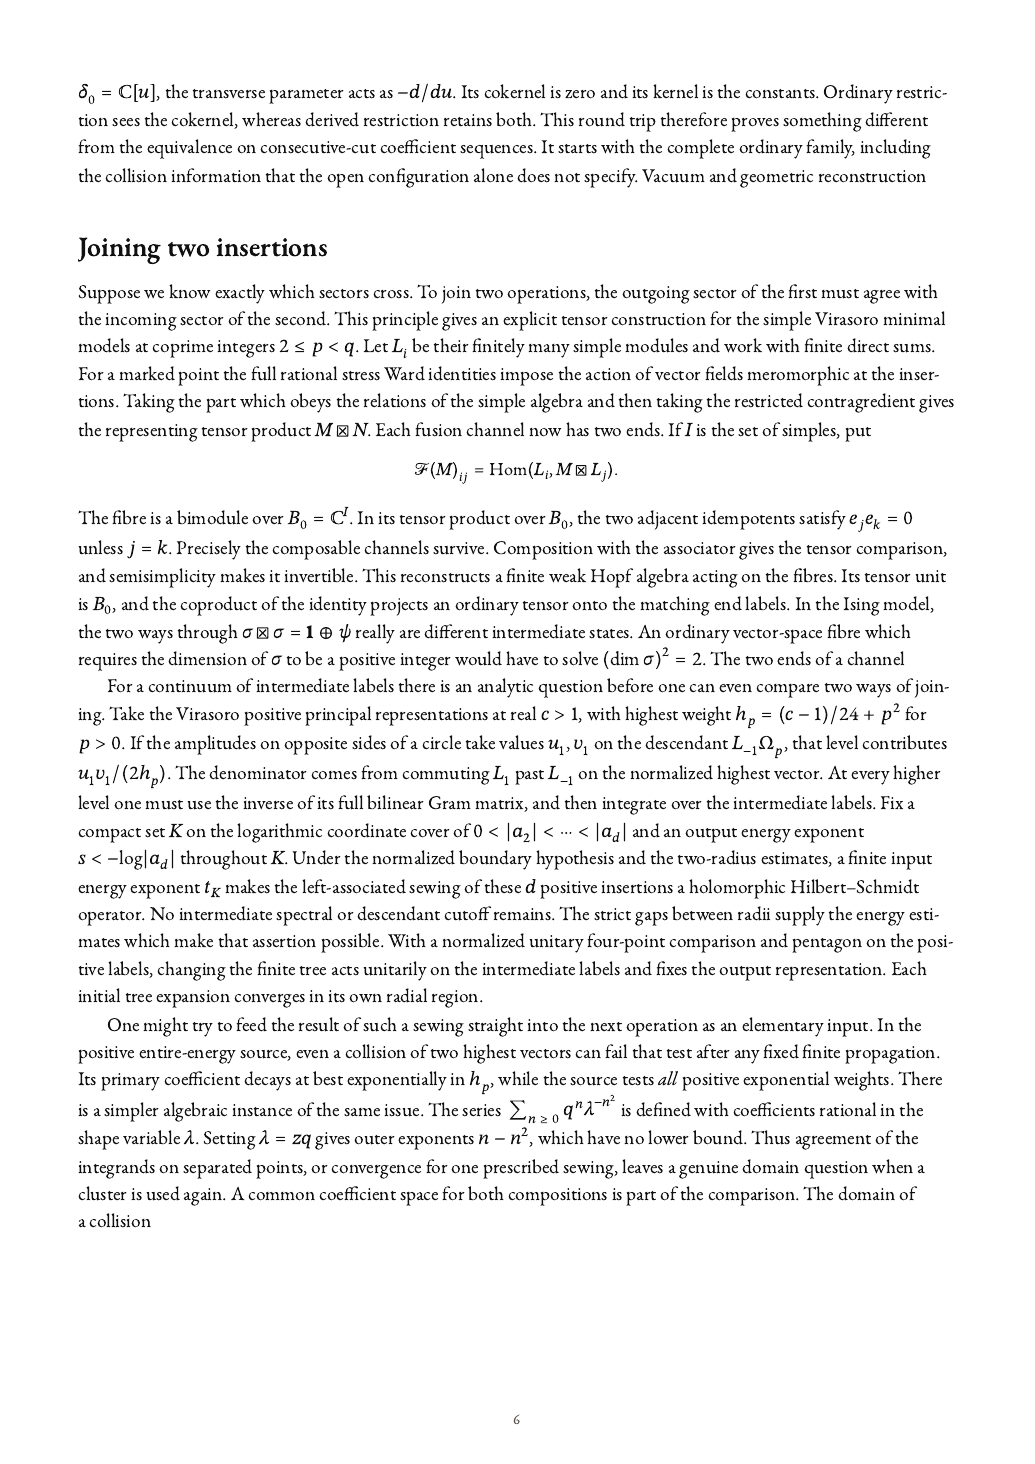 δ₀ = ℂ[u], the transverse parameter acts as −d/du. Its cokernel is zero and its kernel is the constants. Ordinary restric-
tion sees the cokernel, whereas derived restriction retains both. This round trip therefore proves something different
from the equivalence on consecutive-cut coefficient sequences. It starts with the complete ordinary family, including
the collision information that the open configuration alone does not specify. Vacuum and geometric reconstruction
Joining two insertions
Suppose we know exactly which sectors cross. To join two operations, the outgoing sector of the first must agree with
the incoming sector of the second. This principle gives an explicit tensor construction for the simple Virasoro minimal
models at coprime integers 2 ≤ p < q. Let L_i be their finitely many simple modules and work with finite direct sums.
For a marked point the full rational stress Ward identities impose the action of vector fields meromorphic at the inser-
tions. Taking the part which obeys the relations of the simple algebra and then taking the restricted contragredient gives
the representing tensor product M ⊠ N. Each fusion channel now has two ends. If I is the set of simples, put
ℱ(M)_{ij} = Hom(L_i, M ⊠ L_j).
The fibre is a bimodule over B₀ = ℂ^I. In its tensor product over B₀, the two adjacent idempotents satisfy e_j e_k = 0
unless j = k. Precisely the composable channels survive. Composition with the associator gives the tensor comparison,
and semisimplicity makes it invertible. This reconstructs a finite weak Hopf algebra acting on the fibres. Its tensor unit
is B₀, and the coproduct of the identity projects an ordinary tensor onto the matching end labels. In the Ising model,
the two ways through σ ⊠ σ = 𝟏 ⊕ ψ really are different intermediate states. An ordinary vector-space fibre which
requires the dimension of σ to be a positive integer would have to solve (dim σ)² = 2. The two ends of a channel
For a continuum of intermediate labels there is an analytic question before one can even compare two ways of join-
ing. Take the Virasoro positive principal representations at real c > 1, with highest weight h_p = (c − 1)/24 + p² for
p > 0. If the amplitudes on opposite sides of a circle take values u₁, v₁ on the descendant L₋₁Ω_p, that level contributes
u₁v₁/(2h_p). The denominator comes from commuting L₁ past L₋₁ on the normalized highest vector. At every higher
level one must use the inverse of its full bilinear Gram matrix, and then integrate over the intermediate labels. Fix a
compact set K on the logarithmic coordinate cover of 0 < |a₂| < ··· < |a_d| and an output energy exponent
s < −log|a_d| throughout K. Under the normalized boundary hypothesis and the two-radius estimates, a finite input
energy exponent t_K makes the left-associated sewing of these d positive insertions a holomorphic Hilbert–Schmidt
operator. No intermediate spectral or descendant cutoff remains. The strict gaps between radii supply the energy esti-
mates which make that assertion possible. With a normalized unitary four-point comparison and pentagon on the posi-
tive labels, changing the finite tree acts unitarily on the intermediate labels and fixes the output representation. Each
initial tree expansion converges in its own radial region.
One might try to feed the result of such a sewing straight into the next operation as an elementary input. In the
positive entire-energy source, even a collision of two highest vectors can fail that test after any fixed finite propagation.
Its primary coefficient decays at best exponentially in h_p, while the source tests all positive exponential weights. There
is a simpler algebraic instance of the same issue. The series ∑_{n ≥ 0} qⁿλ^{−n²} is defined with coefficients rational in the
shape variable λ. Setting λ = zq gives outer exponents n − n², which have no lower bound. Thus agreement of the
integrands on separated points, or convergence for one prescribed sewing, leaves a genuine domain question when a
cluster is used again. A common coefficient space for both compositions is part of the comparison. The domain of
a collision
6